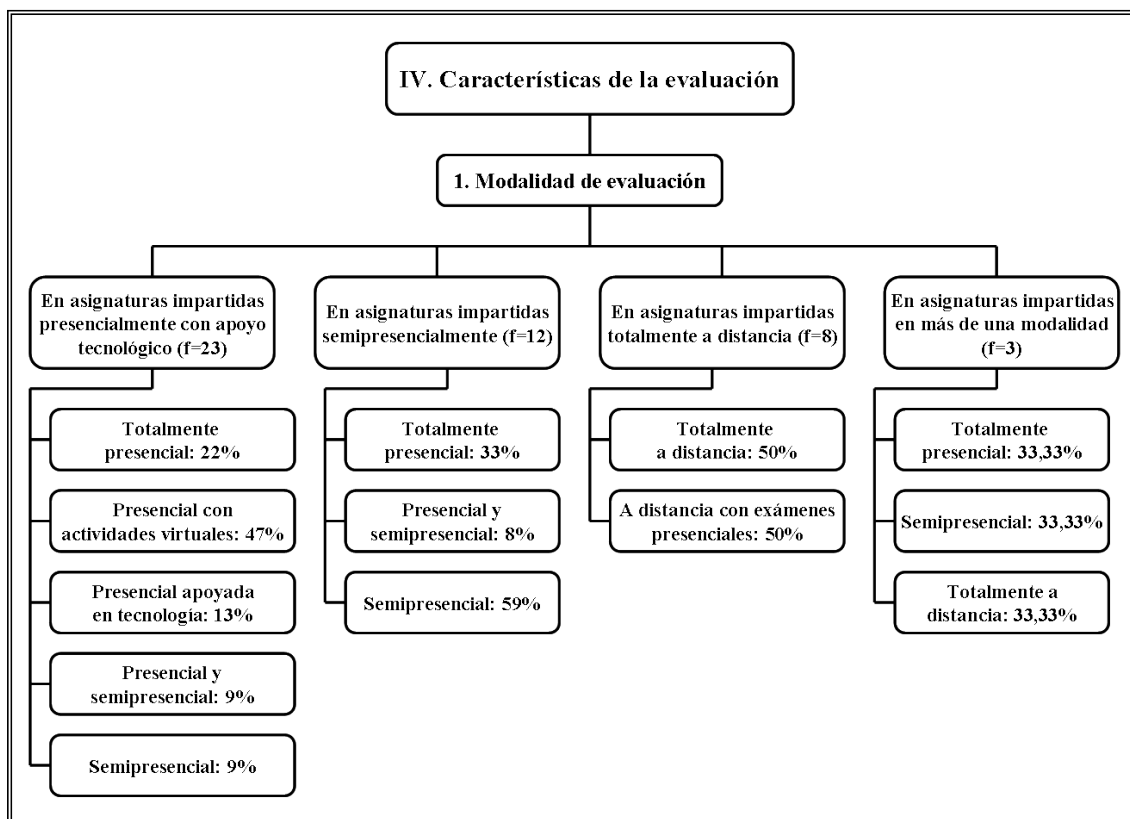 IV. Características de la evaluación
1. Modalidad de evaluación
En asignaturas impartidas
presencialmente con apoyo
tecnológico (f=23)
Totalmente
presencial: 22%
Presencial con
actividades virtuales: 47%
Presencial apoyada
en tecnología: 13%
Presencial y
semipresencial: 9%
Semipresencial: 9%
En asignaturas impartidas
semipresencialmente (f=12)
Totalmente
presencial: 33%
Presencial y
semipresencial: 8%
Semipresencial: 59%
En asignaturas impartidas
totalmente a distancia (f=8)
Totalmente
a distancia: 50%
A distancia con exámenes
presenciales: 50%
En asignaturas impartidas
en más de una modalidad
(f=3)
Totalmente
presencial: 33,33%
Semipresencial: 33,33%
Totalmente a
distancia: 33,33%